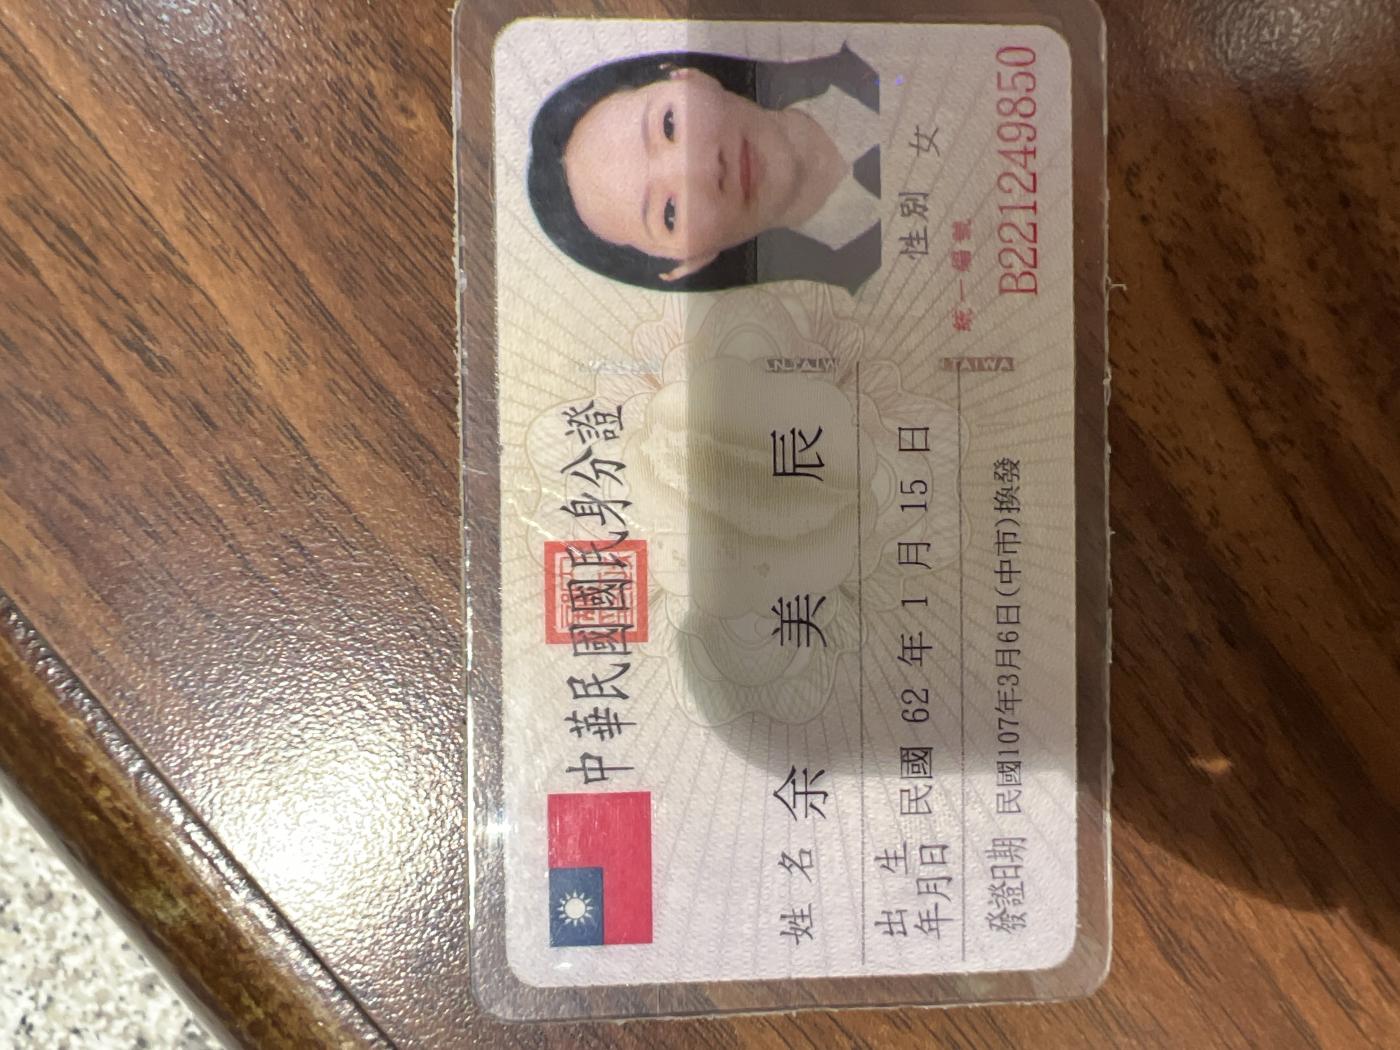 中華民國國民身分證
姓名 余美辰
出生年月日 民國 62 年 1 月 15 日
發證日期 民國107年3月6日(中市)換發
性別 女
統一編號
B221249850
TAIWA